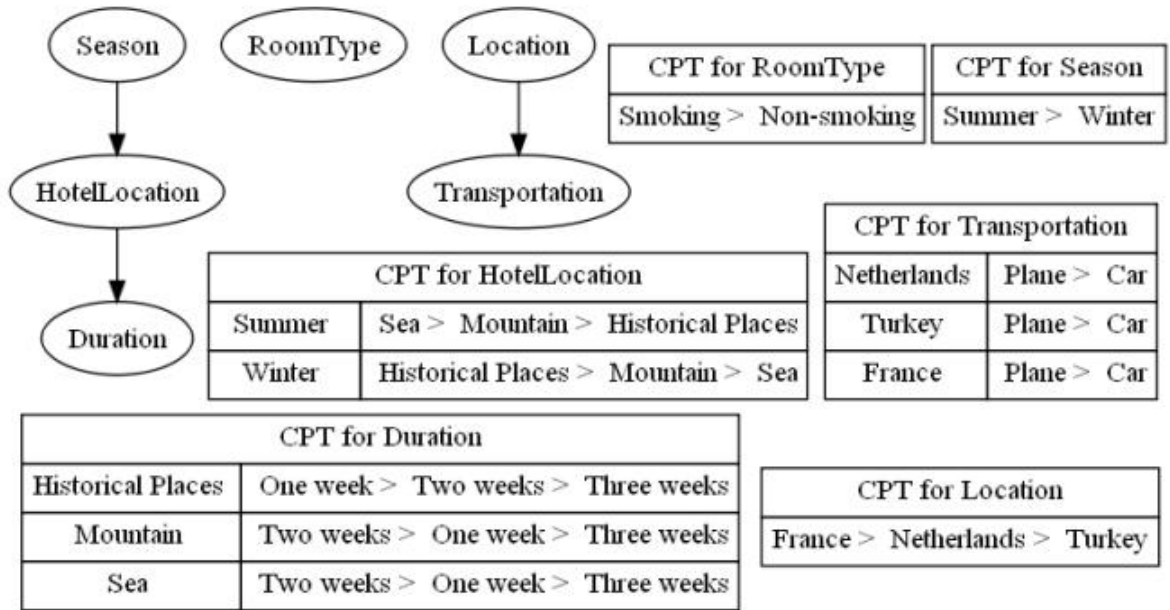 Season
RoomType
Location
CPT for RoomType
Smoking > Non-smoking
CPT for Season
Summer > Winter
HotelLocation
Transportation
CPT for Transportation
Netherlands Plane > Car
Turkey Plane > Car
France Plane > Car
CPT for HotelLocation
Summer Sea > Mountain > Historical Places
Winter Historical Places > Mountain > Sea
Duration
CPT for Duration
Historical Places One week > Two weeks > Three weeks
Mountain Two weeks > One week > Three weeks
Sea Two weeks > One week > Three weeks
CPT for Location
France > Netherlands > Turkey